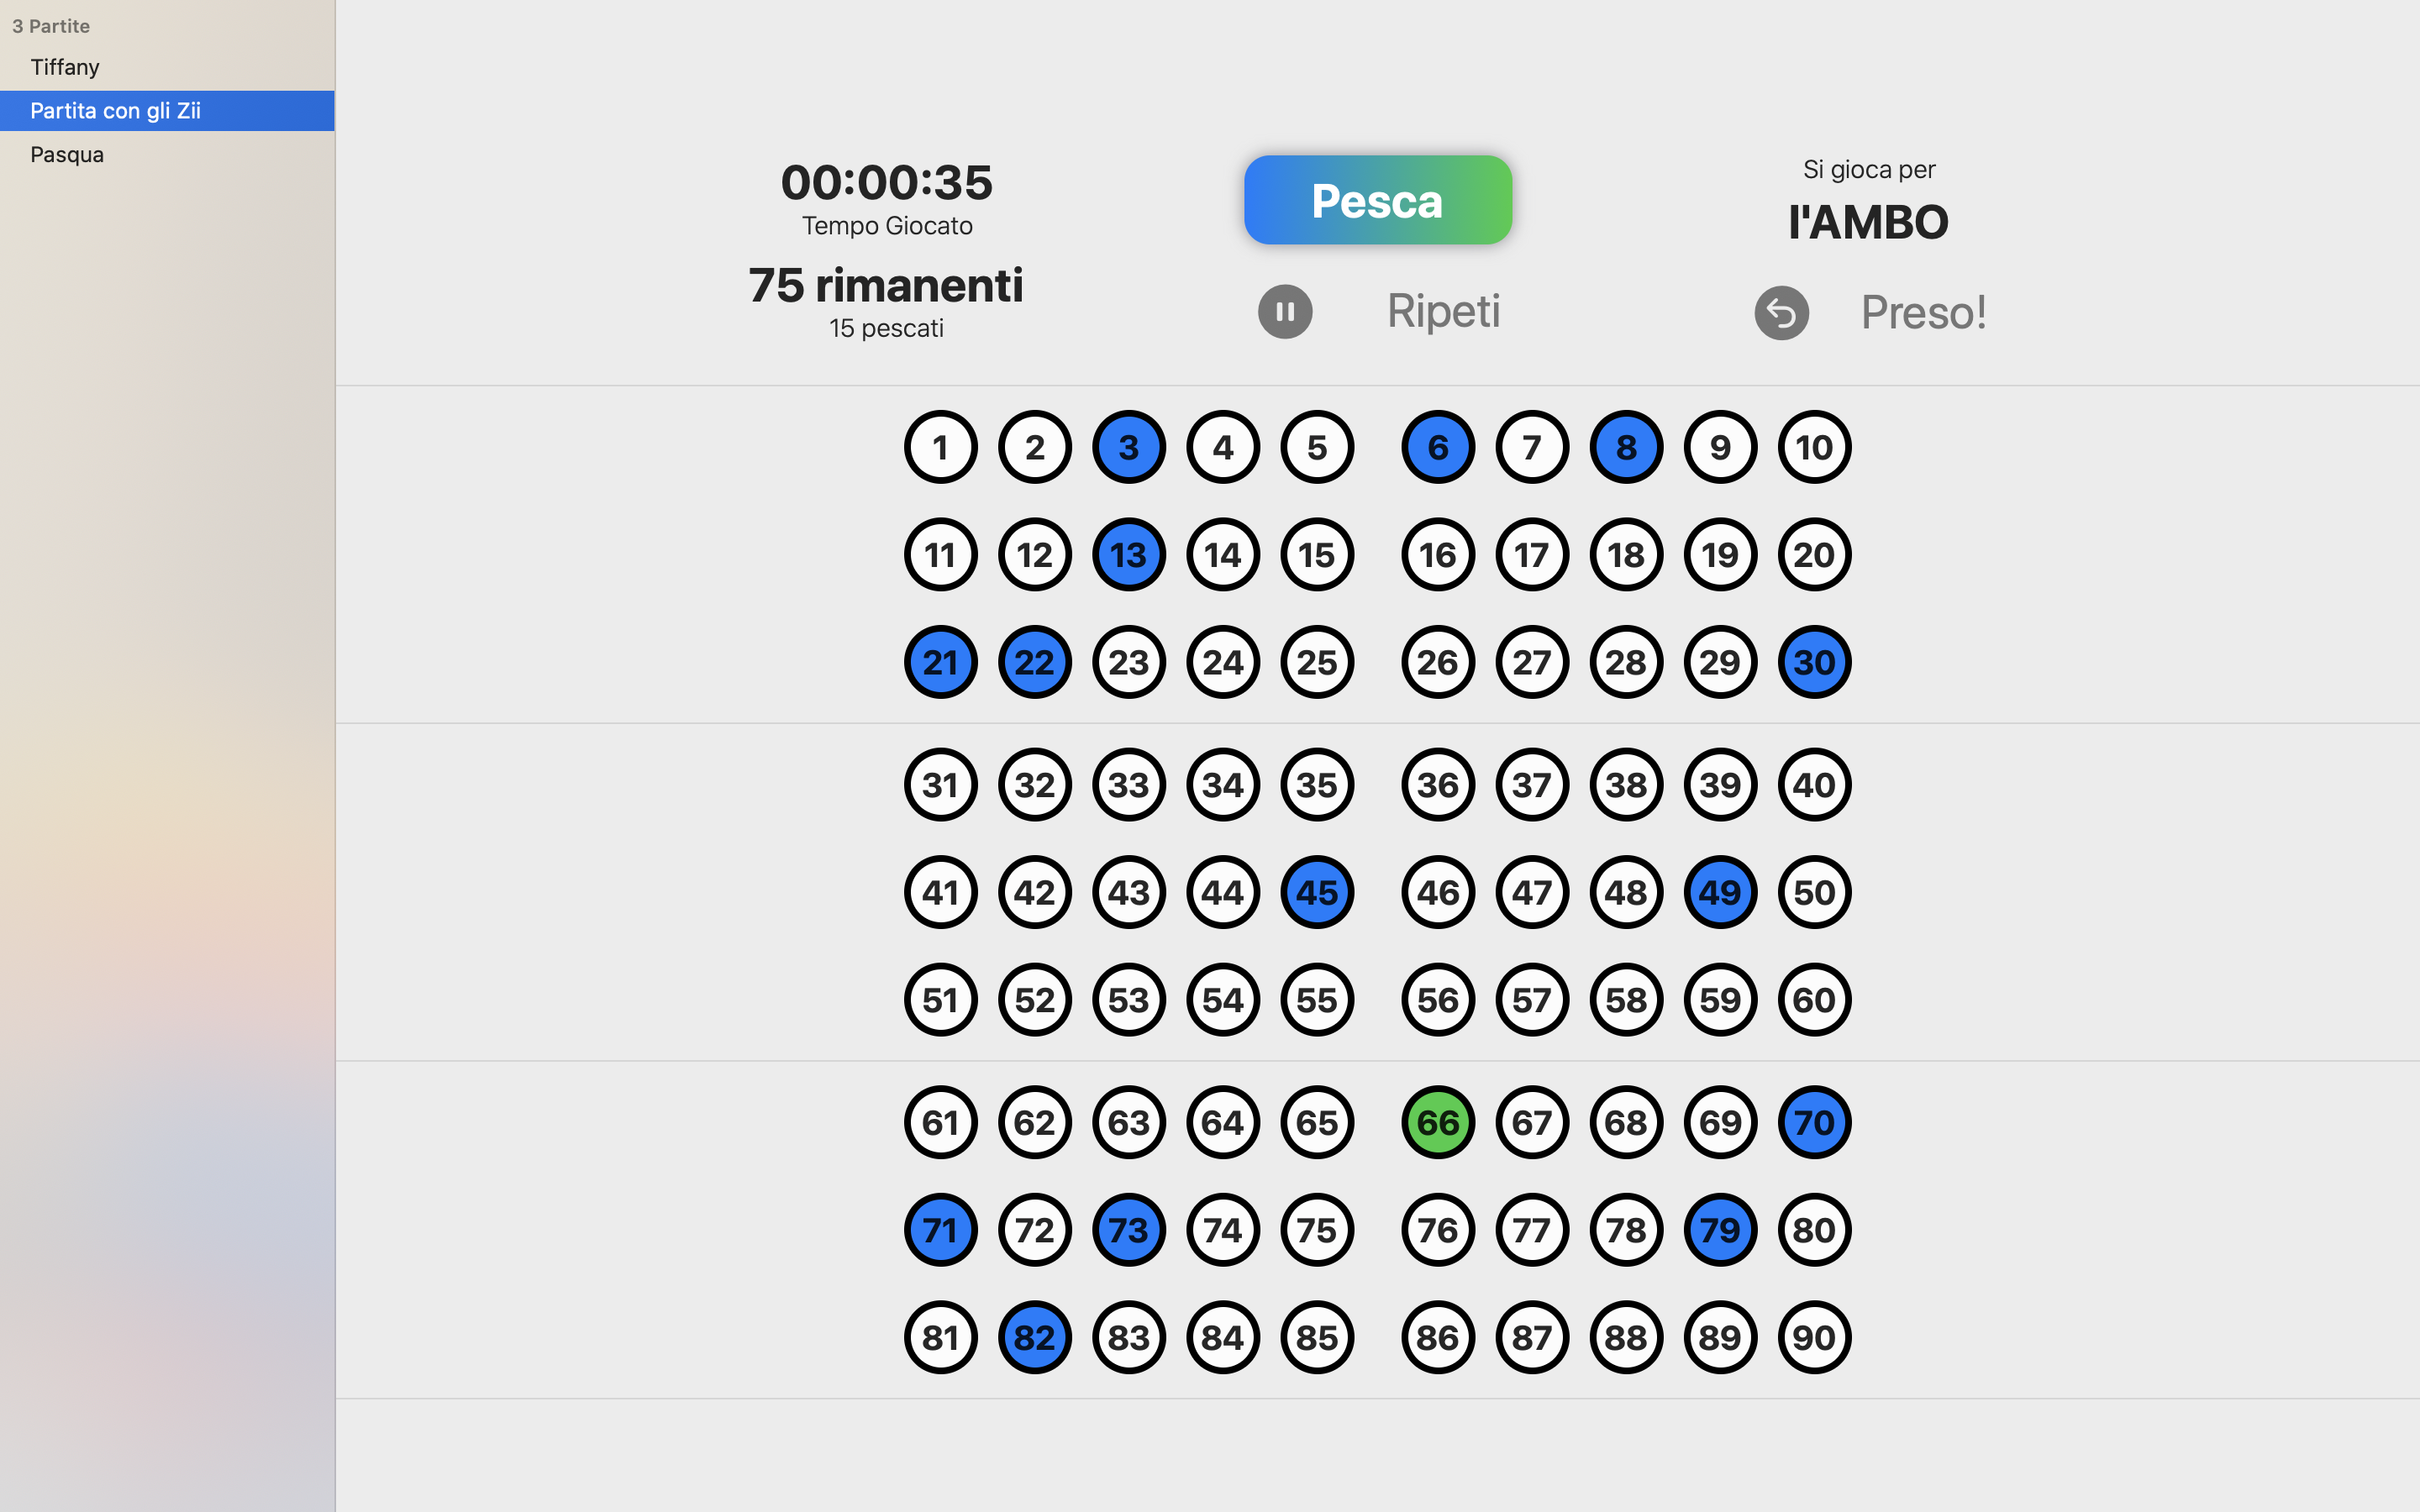 3 Partite
Tiffany
Partita con gli Zii
Pasqua
00:00:35
Tempo Giocato
75 rimanenti
15 pescati
Pesca
Ripeti
Si gioca per
l'AMBO
Preso!
1 2 3 4 5 6 7 8 9 10
11 12 13 14 15 16 17 18 19 20
21 22 23 24 25 26 27 28 29 30
31 32 33 34 35 36 37 38 39 40
41 42 43 44 45 46 47 48 49 50
51 52 53 54 55 56 57 58 59 60
61 62 63 64 65 66 67 68 69 70
71 72 73 74 75 76 77 78 79 80
81 82 83 84 85 86 87 88 89 90